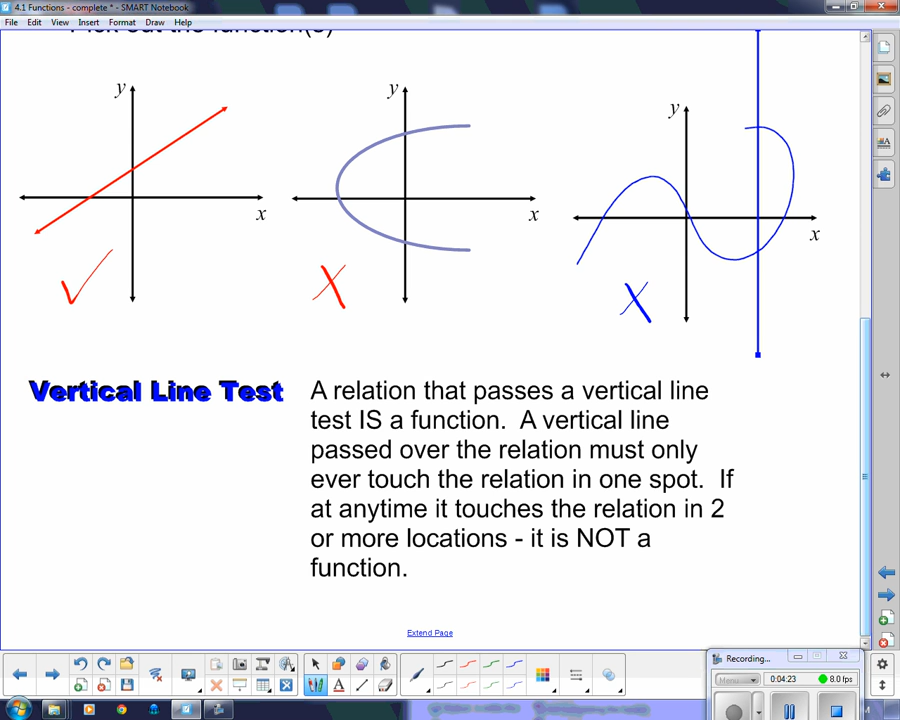 4.1 Functions - complete * - SMART Notebook
File Edit View Insert Format Draw Help
y
y
y
x
x
x
Vertical Line Test
A relation that passes a vertical line
test IS a function. A vertical line
passed over the relation must only
ever touch the relation in one spot. If
at anytime it touches the relation in 2
or more locations - it is NOT a
function.
Extend Page
Recording...
Menu
0:04:23
8.0 fps